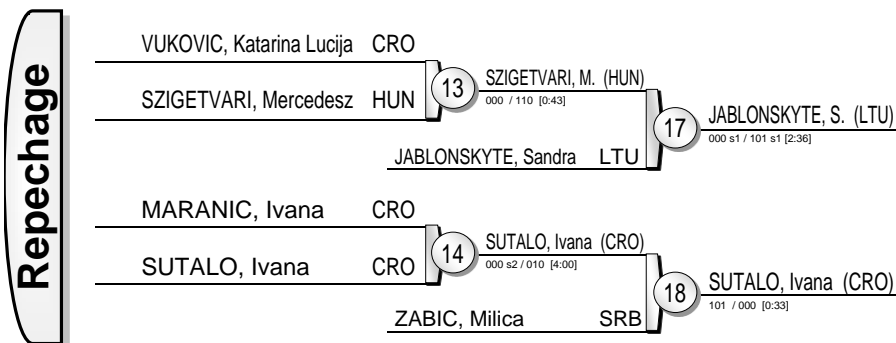 Repechage
VUKOVIC, Katarina Lucija CRO
SZIGETVARI, Mercedesz HUN
13
SZIGETVARI, M. (HUN)
000 / 110 [0:43]
JABLONSKYTE, Sandra LTU
17
JABLONSKYTE, S. (LTU)
000 s1 / 101 s1 [2:36]
MARANIC, Ivana CRO
SUTALO, Ivana CRO
14
SUTALO, Ivana (CRO)
000 s2 / 010 [4:00]
ZABIC, Milica SRB
18
SUTALO, Ivana (CRO)
101 / 000 [0:33]